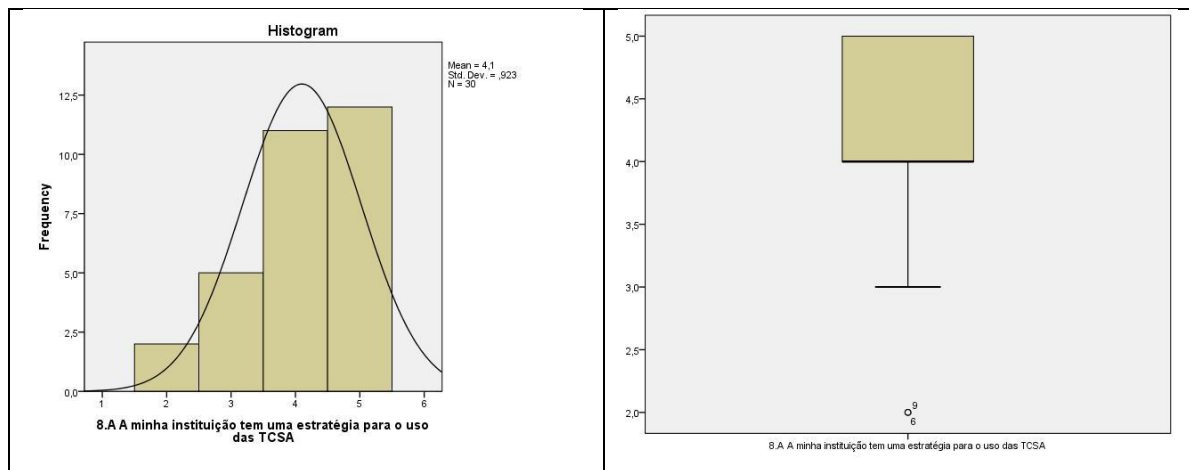 Histogram
Mean = 4,1
Std. Dev. = ,923
N = 30
Frequency
12,5
10,0
7,5
5,0
2,5
0,0
1 2 3 4 5 6
8.A A minha instituição tem uma estratégia para o uso
das TCSA
5,0
4,5
4,0
3,5
3,0
2,5
2,0
9
6
8.A A minha instituição tem uma estratégia para o uso das TCSA